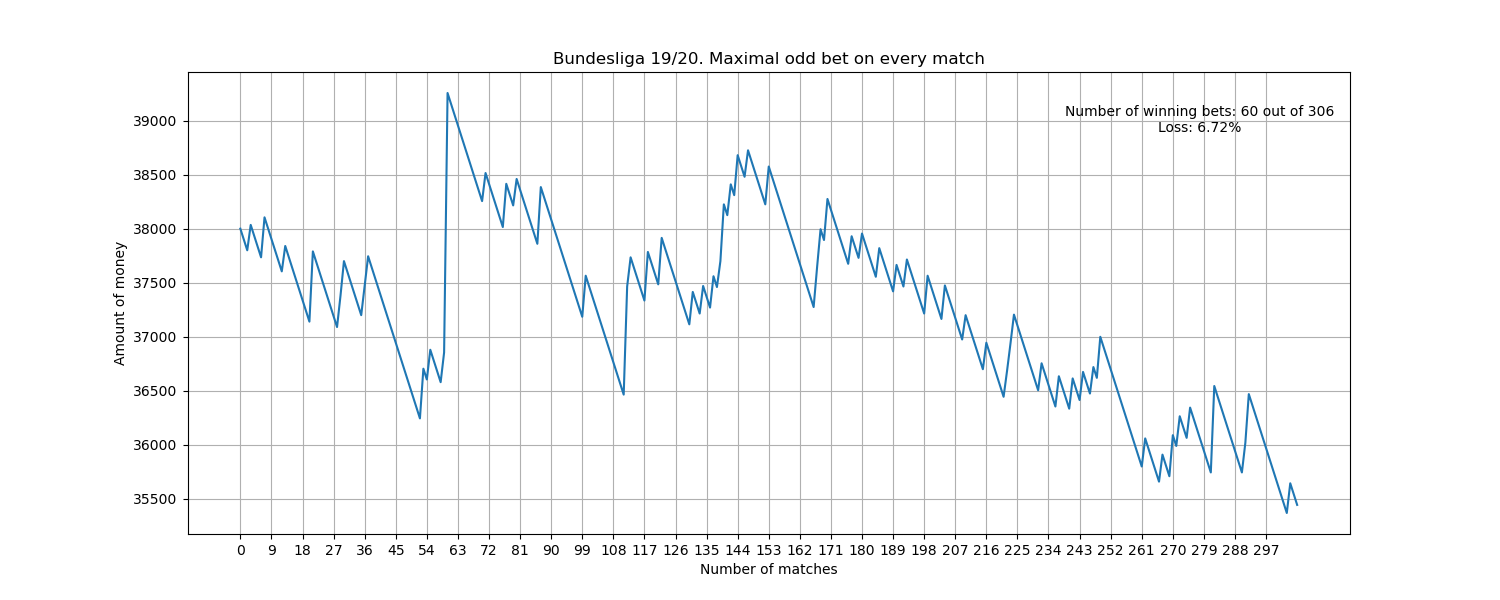 Bundesliga 19/20. Maximal odd bet on every match
Number of winning bets: 60 out of 306
Loss: 6.72%
39000
38500
38000
37500
37000
36500
36000
35500
Amount of money
0 9 18 27 36 45 54 63 72 81 90 99 108 117 126 135 144 153 162 171 180 189 198 207 216 225 234 243 252 261 270 279 288 297
Number of matches